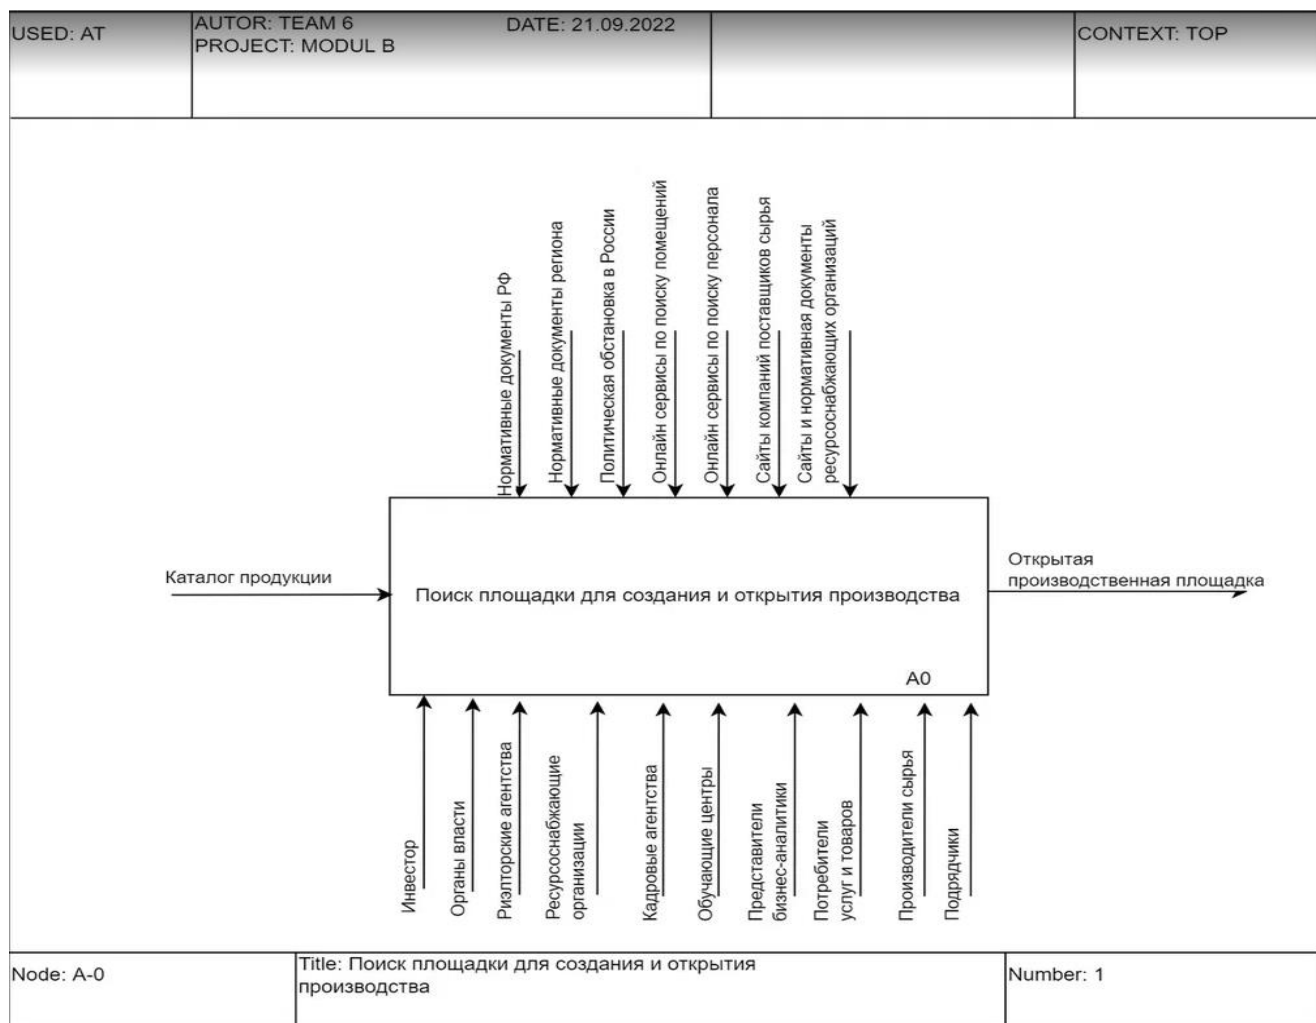 USED: AT
AUTOR: TEAM 6
PROJECT: MODUL B
DATE: 21.09.2022
CONTEXT: TOP
Нормативные документы РФ
Нормативные документы региона
Политическая обстановка в России
Онлайн сервисы по поиску помещений
Онлайн сервисы по поиску персонала
Сайты компаний поставщиков сырья
Сайты и нормативная документы
ресурсоснабжающих организаций
Каталог продукции
Поиск площадки для создания и открытия производства
A0
Открытая
производственная площадка
Инвестор
Органы власти
Риэлторские агентства
Ресурсоснабжающие
организации
Кадровые агентства
Обучающие центры
Представители
бизнес-аналитики
Потребители
услуг и товаров
Производители сырья
Подрядчики
Node: A-0
Title: Поиск площадки для создания и открытия
производства
Number: 1